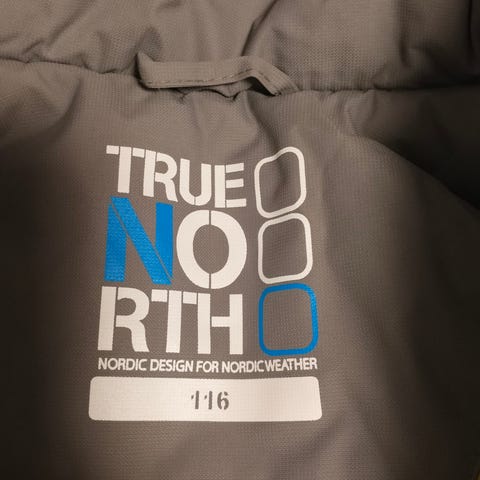 TRUE
NO
RTH
NORDIC DESIGN FOR NORDIC WEATHER
116